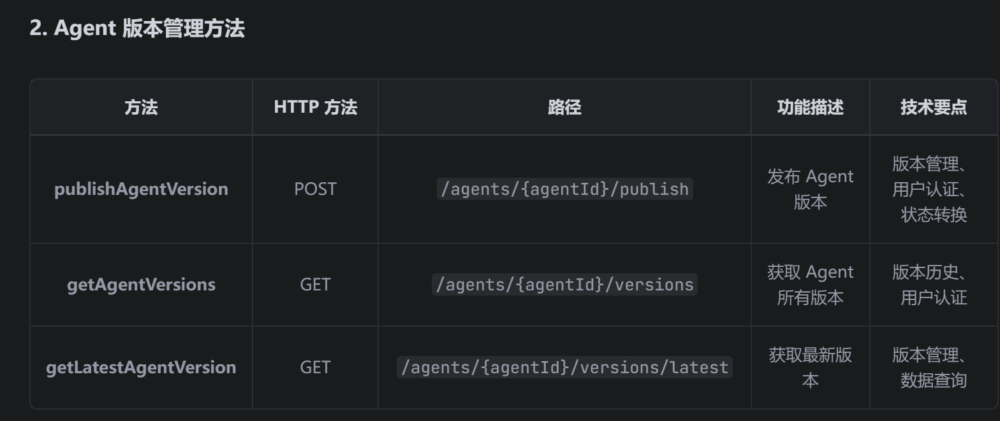 2. Agent 版本管理方法
方法 HTTP 方法 路径 功能描述 技术要点
publishAgentVersion POST /agents/{agentId}/publish
发布 Agent
版本
版本管理、
用户认证、
状态转换
getAgentVersions GET /agents/{agentId}/versions
获取 Agent
所有版本
版本历史、
用户认证
getLatestAgentVersion GET /agents/{agentId}/versions/latest
获取最新版
本
版本管理、
数据查询